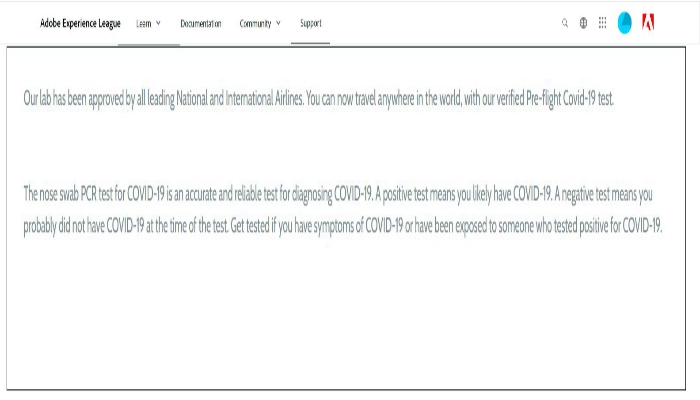 Adobe Experience League Learn Documentation Community Support
Our lab has been approved by all leading National and International Airlines. You can now travel anywhere in the world, with our verified Pre-flight Covid-19 test.
The nose swab PCR test for COVID-19 is an accurate and reliable test for diagnosing COVID-19. A positive test means you likely have COVID-19. A negative test means you
probably did not have COVID-19 at the time of the test. Get tested if you have symptoms of COVID-19 or have been exposed to someone who tested positive for COVID-19.